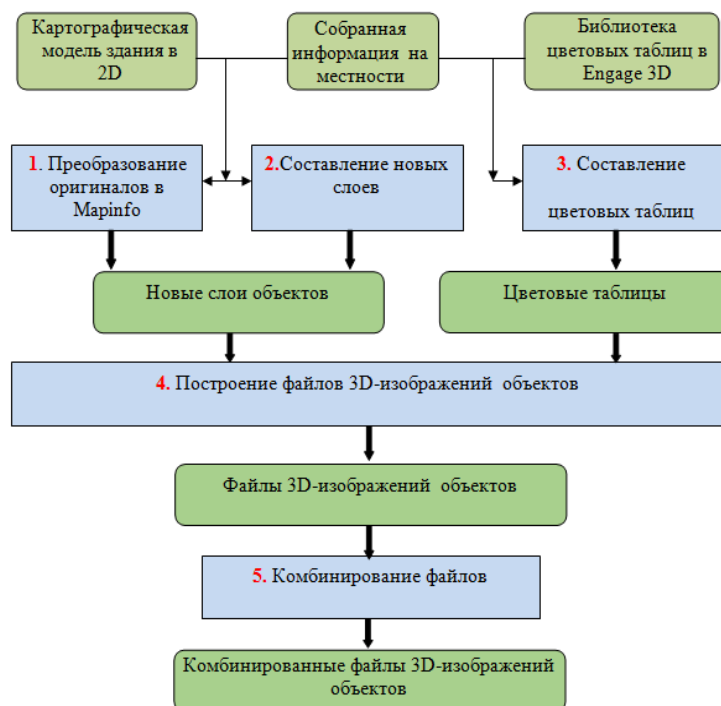 Картографическая
модель здания в
2D
Собранная
информация на
местности
Библиотека
цветовых таблиц в
Engage 3D
1. Преобразование
оригиналов в
Mapinfo
2.Составление новых
слоев
3. Составление
цветовых таблиц
Новые слои объектов
Цветовые таблицы
4. Построение файлов 3D-изображений объектов
Файлы 3D-изображений объектов
5. Комбинирование файлов
Комбинированные файлы 3D-изображений
объектов